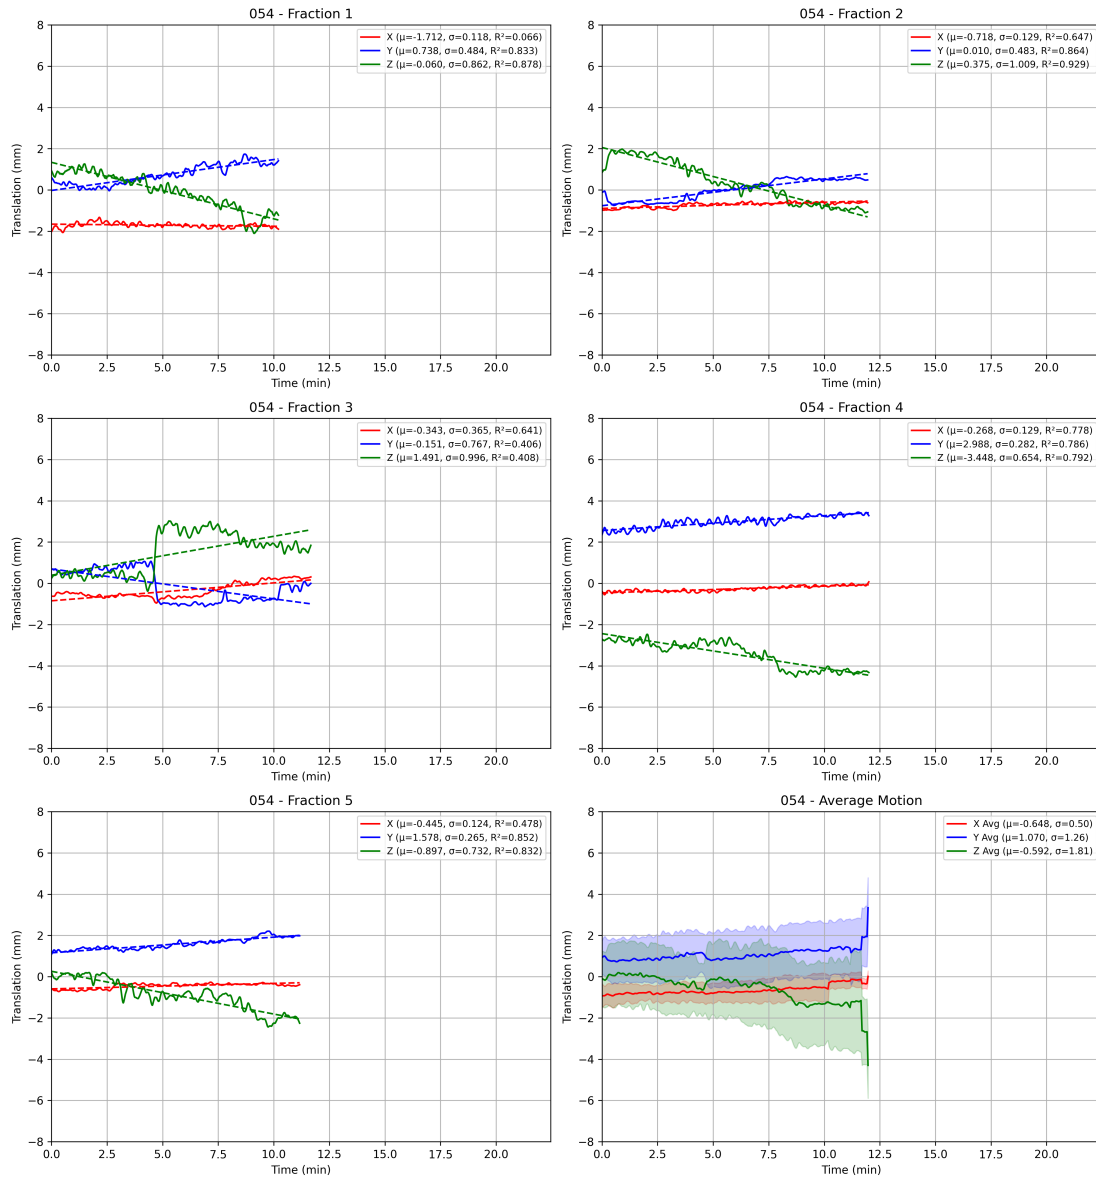 054 - Fraction 1
X (μ=-1.712, σ=0.118, R²=0.066)
Y (μ=0.738, σ=0.484, R²=0.833)
Z (μ=-0.060, σ=0.862, R²=0.878)
8
6
4
2
0
−2
−4
−6
−8
Translation (mm)
0.0 2.5 5.0 7.5 10.0 12.5 15.0 17.5 20.0
Time (min)
054 - Fraction 2
X (μ=-0.718, σ=0.129, R²=0.647)
Y (μ=0.010, σ=0.483, R²=0.864)
Z (μ=0.375, σ=1.009, R²=0.929)
8
6
4
2
0
−2
−4
−6
−8
Translation (mm)
0.0 2.5 5.0 7.5 10.0 12.5 15.0 17.5 20.0
Time (min)
054 - Fraction 3
X (μ=-0.343, σ=0.365, R²=0.641)
Y (μ=-0.151, σ=0.767, R²=0.406)
Z (μ=1.491, σ=0.996, R²=0.408)
8
6
4
2
0
−2
−4
−6
−8
Translation (mm)
0.0 2.5 5.0 7.5 10.0 12.5 15.0 17.5 20.0
Time (min)
054 - Fraction 4
X (μ=-0.268, σ=0.129, R²=0.778)
Y (μ=2.988, σ=0.282, R²=0.786)
Z (μ=-3.448, σ=0.654, R²=0.792)
8
6
4
2
0
−2
−4
−6
−8
Translation (mm)
0.0 2.5 5.0 7.5 10.0 12.5 15.0 17.5 20.0
Time (min)
054 - Fraction 5
X (μ=-0.445, σ=0.124, R²=0.478)
Y (μ=1.578, σ=0.265, R²=0.852)
Z (μ=-0.897, σ=0.732, R²=0.832)
8
6
4
2
0
−2
−4
−6
−8
Translation (mm)
0.0 2.5 5.0 7.5 10.0 12.5 15.0 17.5 20.0
Time (min)
054 - Average Motion
X Avg (μ=-0.648, σ=0.50)
Y Avg (μ=1.070, σ=1.26)
Z Avg (μ=-0.592, σ=1.81)
8
6
4
2
0
−2
−4
−6
−8
Translation (mm)
0.0 2.5 5.0 7.5 10.0 12.5 15.0 17.5 20.0
Time (min)